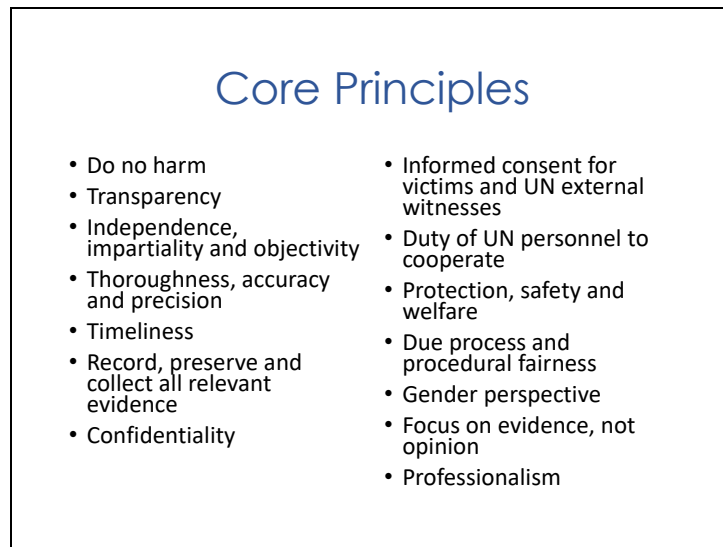 Core Principles
• Do no harm
• Transparency
• Independence,
impartiality and objectivity
• Thoroughness, accuracy
and precision
• Timeliness
• Record, preserve and
collect all relevant
evidence
• Confidentiality
• Informed consent for
victims and UN external
witnesses
• Duty of UN personnel to
cooperate
• Protection, safety and
welfare
• Due process and
procedural fairness
• Gender perspective
• Focus on evidence, not
opinion
• Professionalism